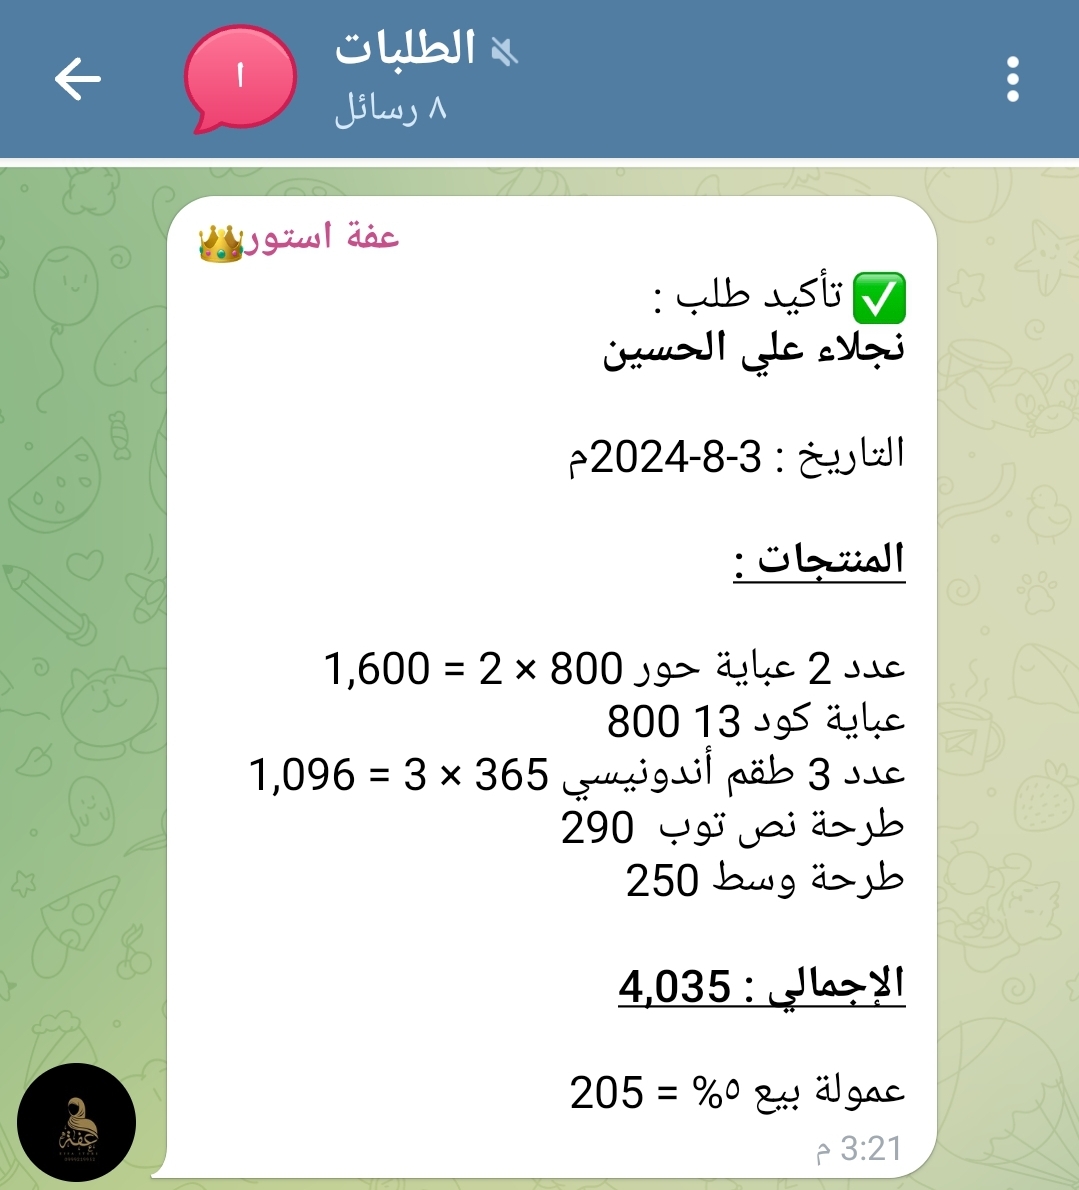 الطلبات
٨ رسائل
ا
عفة استور👑
✅ تأكيد طلب :
نجلاء علي الحسين
التاريخ : 3-8-2024م
المنتجات :
عدد 2 عباية حور 800 × 2 = 1,600
عباية كود 13 800
عدد 3 طقم أندونيسي 365 × 3 = 1,096
طرحة نص توب 290
طرحة وسط 250
الإجمالي : 4,035
عمولة بيع ٥% = 205
3:21 م
عفة